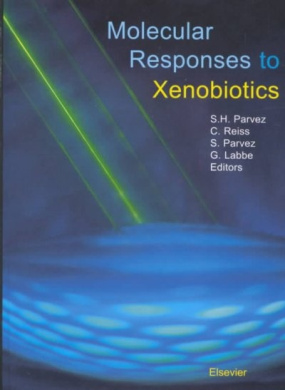 Molecular
Responses to
Xenobiotics
S.H. Parvez
C. Reiss
S. Parvez
G. Labbe
Editors
Elsevier